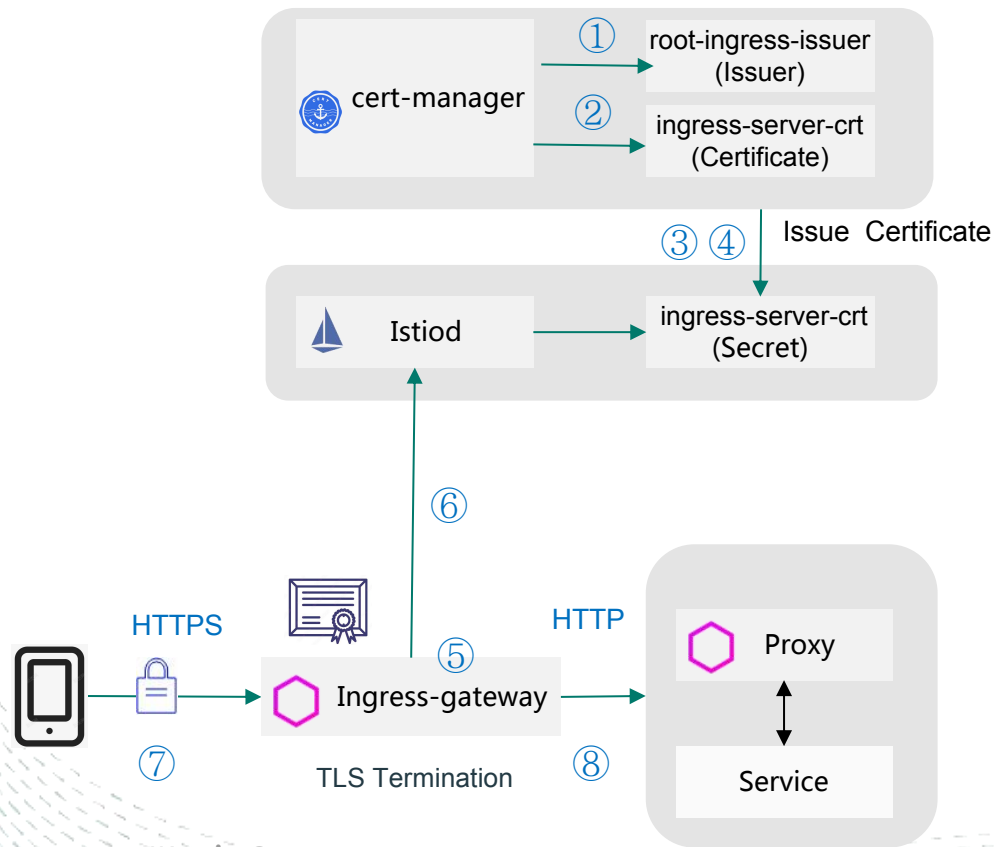 ①
root-ingress-issuer
(Issuer)
cert-manager
②
ingress-server-crt
(Certificate)
③ ④
Issue Certificate
Istiod
ingress-server-crt
(Secret)
⑥
HTTPS
HTTP
⑤
Proxy
Ingress-gateway
⑦
TLS Termination
⑧
Service